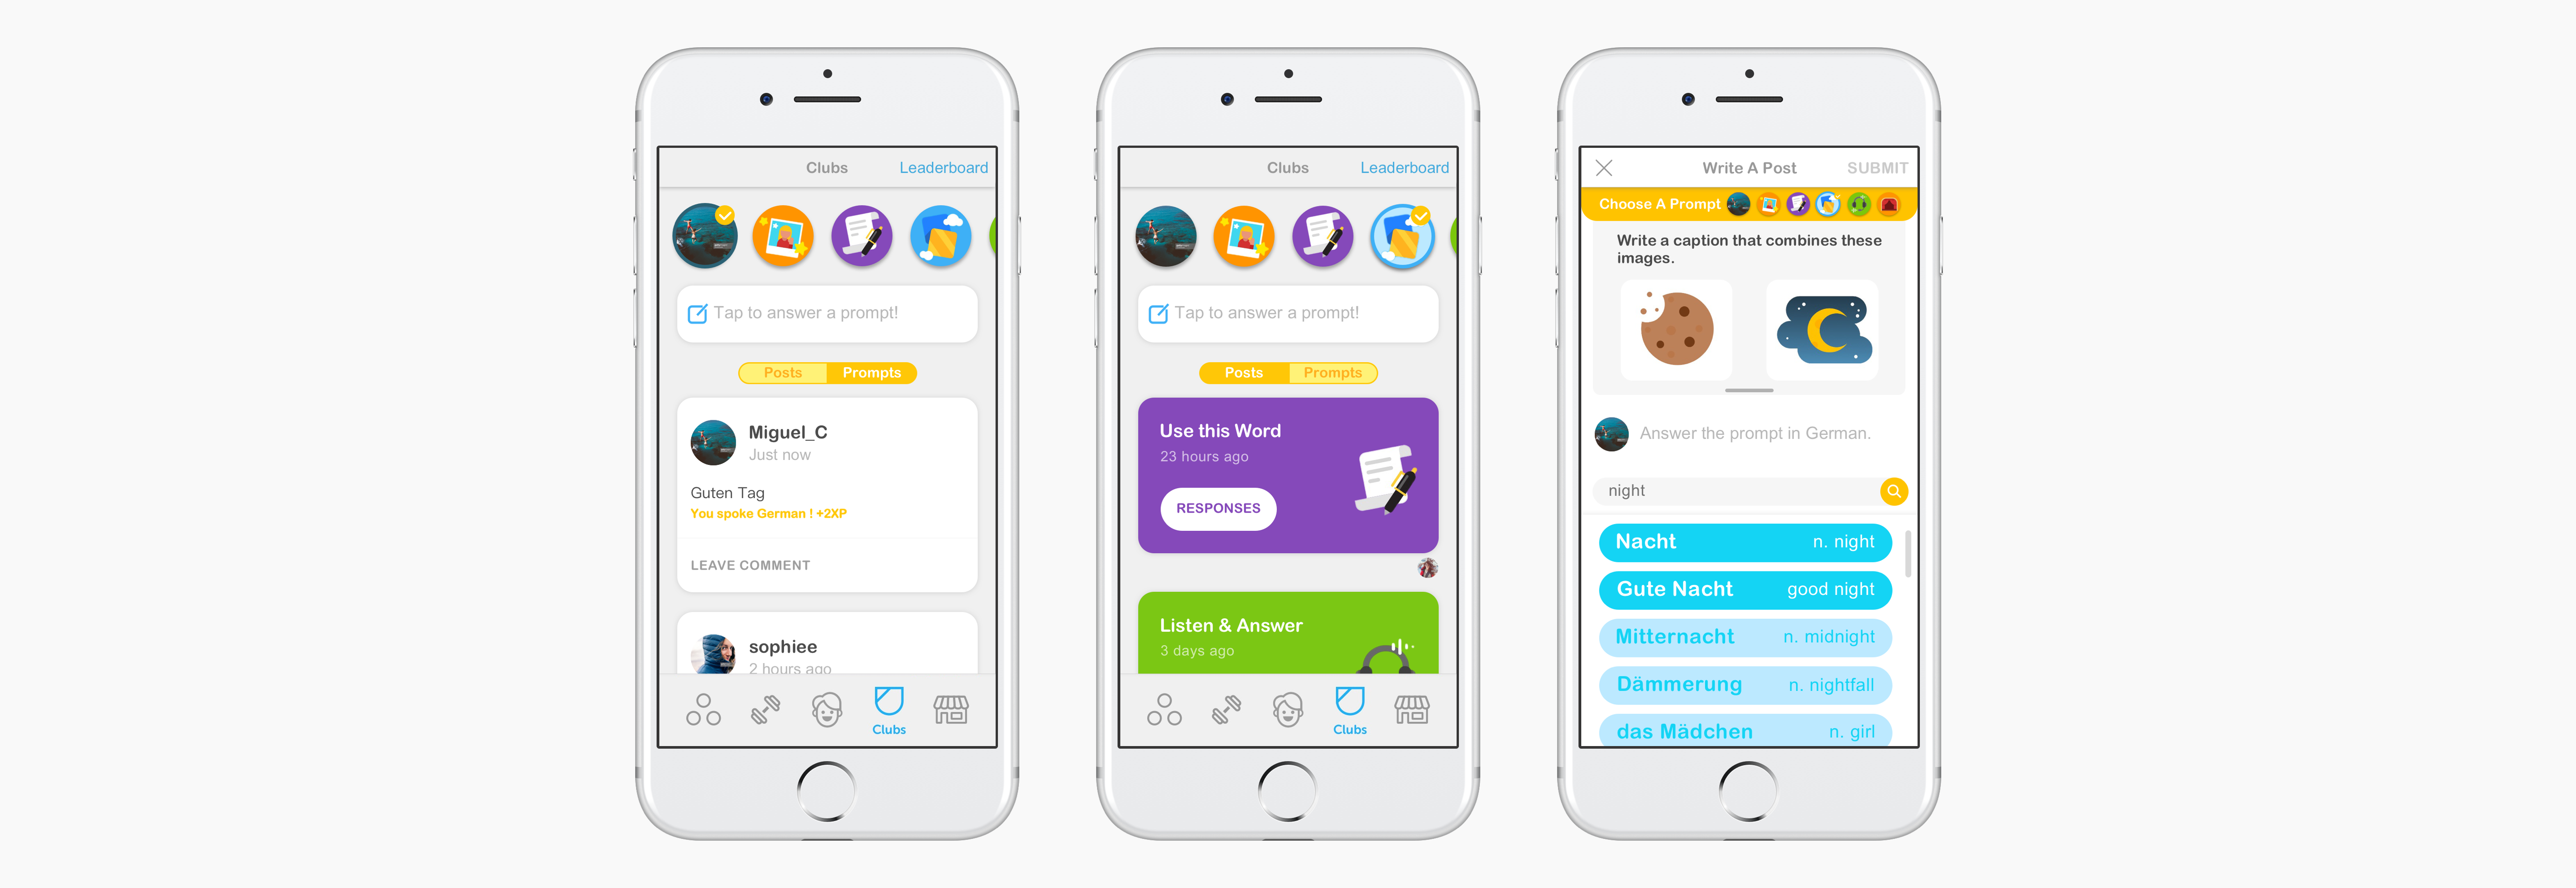 Clubs
Leaderboard
Tap to answer a prompt!
Posts
Prompts
Miguel_C
Just now
Guten Tag
You spoke German ! +2XP
LEAVE COMMENT
sophiee
2 hours ago
Clubs
Clubs
Leaderboard
Tap to answer a prompt!
Posts
Prompts
Use this Word
23 hours ago
RESPONSES
Listen & Answer
3 days ago
Clubs
Write A Post
SUBMIT
Choose A Prompt
Write a caption that combines these
images.
Answer the prompt in German.
night
Nacht n. night
Gute Nacht good night
Mitternacht n. midnight
Dämmerung n. nightfall
das Mädchen n. girl